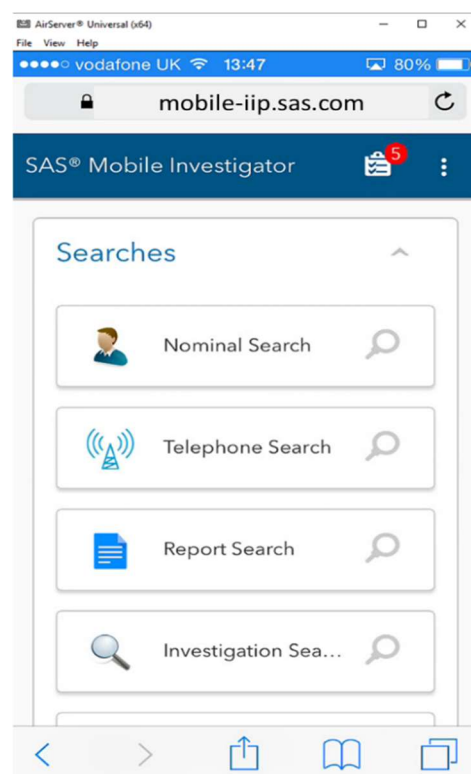 AirServer® Universal (x64)
File View Help
vodafone UK 13:47 80%
mobile-iip.sas.com
SAS® Mobile Investigator 5
Searches
Nominal Search
Telephone Search
Report Search
Investigation Sea...